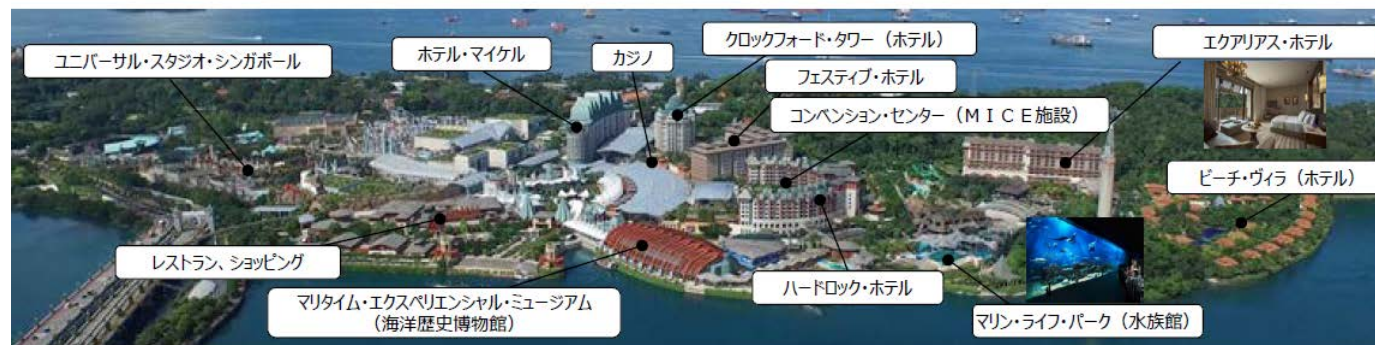 クロックフォード・タワー（ホテル）
エクアリアス・ホテル
ホテル・マイケル
カジノ
ユニバーサル・スタジオ・シンガポール
フェスティブ・ホテル
コンベンション・センター（ＭＩＣＥ施設）
ビーチ・ヴィラ（ホテル）
レストラン、ショッピング
ハードロック・ホテル
マリタイム・エクスペリエンシャル・ミュージアム
（海洋歴史博物館）
マリン・ライフ・パーク（水族館）